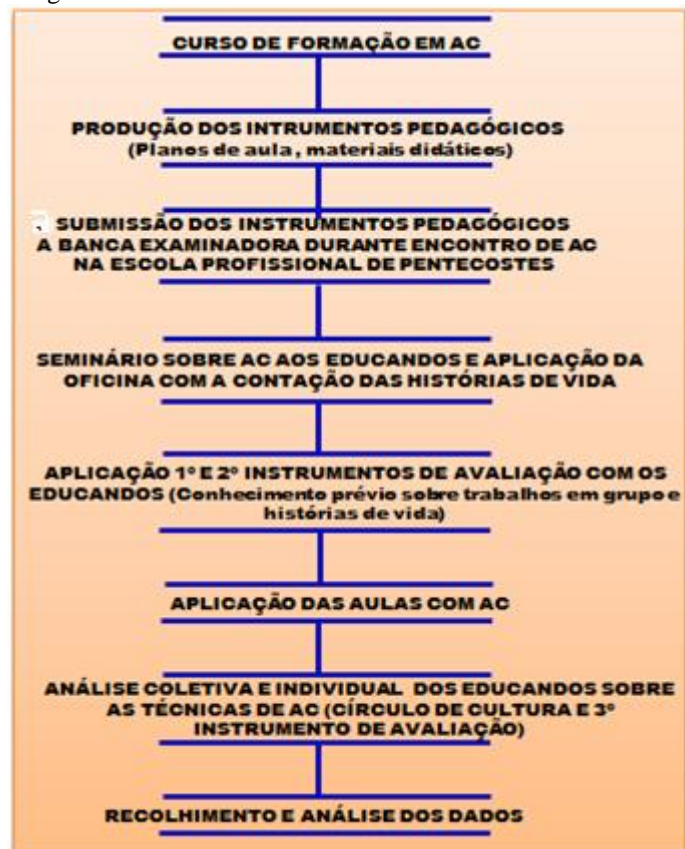 CURSO DE FORMAÇÃO EM AC
PRODUÇÃO DOS INTRUMENTOS PEDAGÓGICOS
(Planos de aula , materiais didáticos)
SUBMISSÃO DOS INSTRUMENTOS PEDAGÓGICOS
A BANCA EXAMINADORA DURANTE ENCONTRO DE AC
NA ESCOLA PROFISSIONAL DE PENTECOSTES
SEMINÁRIO SOBRE AC AOS EDUCANDOS E APLICAÇÃO DA
OFICINA COM A CONTAÇÃO DAS HISTÓRIAS DE VIDA
APLICAÇÃO 1º E 2º INSTRUMENTOS DE AVALIAÇÃO COM OS
EDUCANDOS (Conhecimento prévio sobre trabalhos em grupo e
histórias de vida)
APLICAÇÃO DAS AULAS COM AC
ANÁLISE COLETIVA E INDIVIDUAL DOS EDUCANDOS SOBRE
AS TÉCNICAS DE AC (CÍRCULO DE CULTURA E 3º
INSTRUMENTO DE AVALIAÇÃO)
RECOLHIMENTO E ANÁLISE DOS DADOS